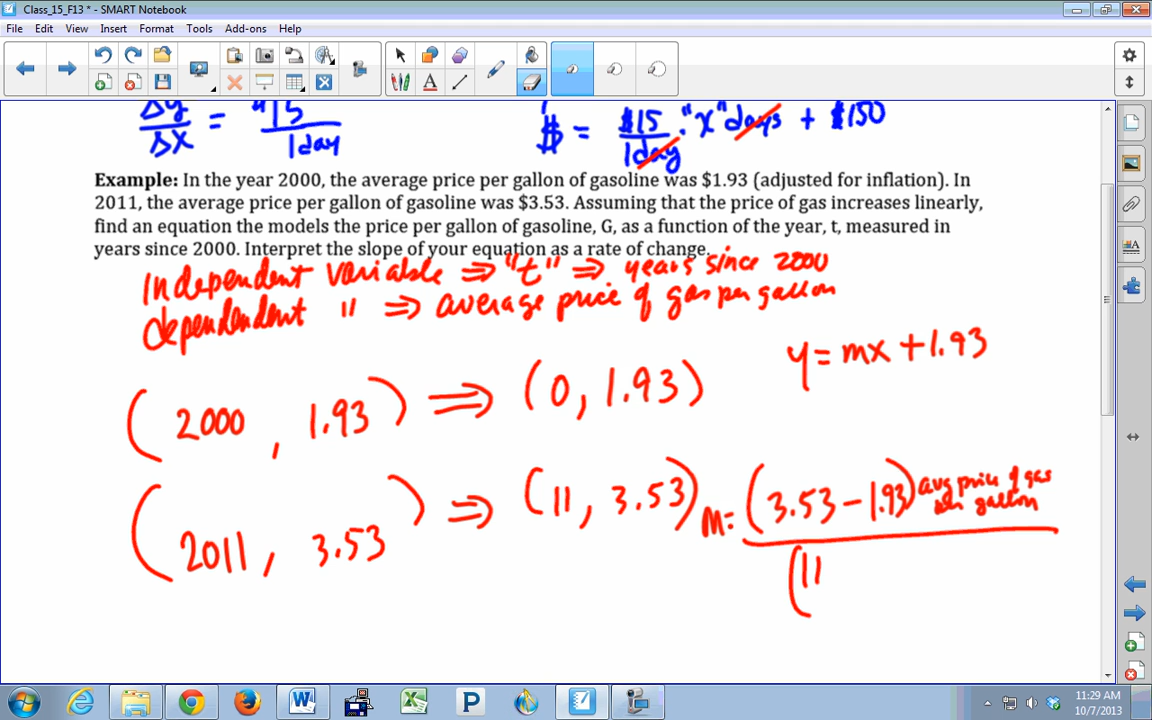 Class_15_F13 * - SMART Notebook
File Edit View Insert Format Tools Add-ons Help
Δy/Δx = 15/1day
$ = $15/1day · "x" days + $150
Example: In the year 2000, the average price per gallon of gasoline was $1.93 (adjusted for inflation). In
2011, the average price per gallon of gasoline was $3.53. Assuming that the price of gas increases linearly,
find an equation the models the price per gallon of gasoline, G, as a function of the year, t, measured in
years since 2000. Interpret the slope of your equation as a rate of change.
Independent variable ⇒ "t" ⇒ years since 2000
dependendent " ⇒ average price of gas per gallon
y = mx + 1.93
(2000, 1.93) ⇒ (0, 1.93)
(2011, 3.53) ⇒ (11, 3.53)
m = (3.53 - 1.93) avg price of gas
per gallon
(11
11:29 AM
10/7/2013